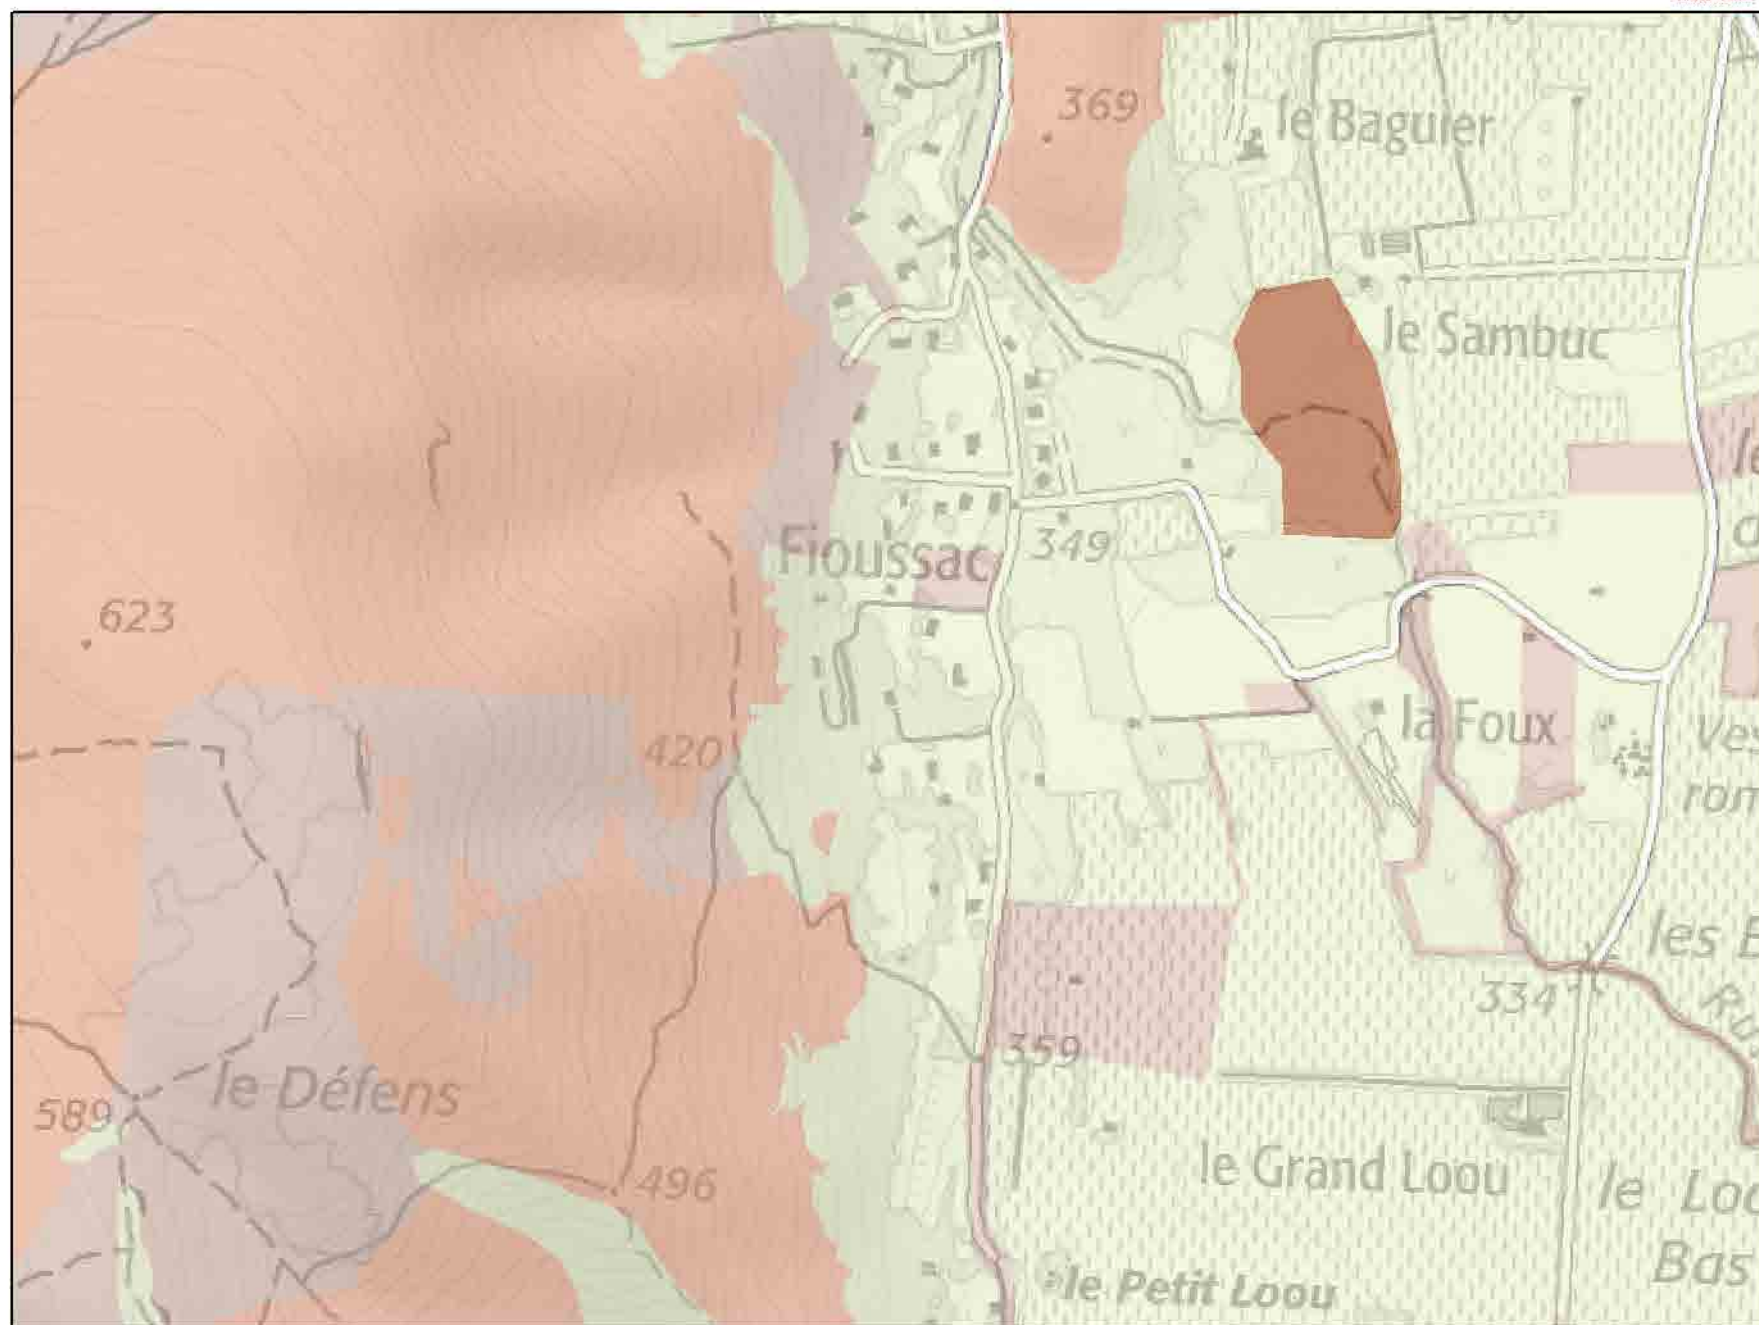 369
le Baguier
le Sambuc
Fioussac
349
623
420
la Foux
les
334
359
le Défens
589
496
le Grand Loou
le
Bas
le Petit Loou